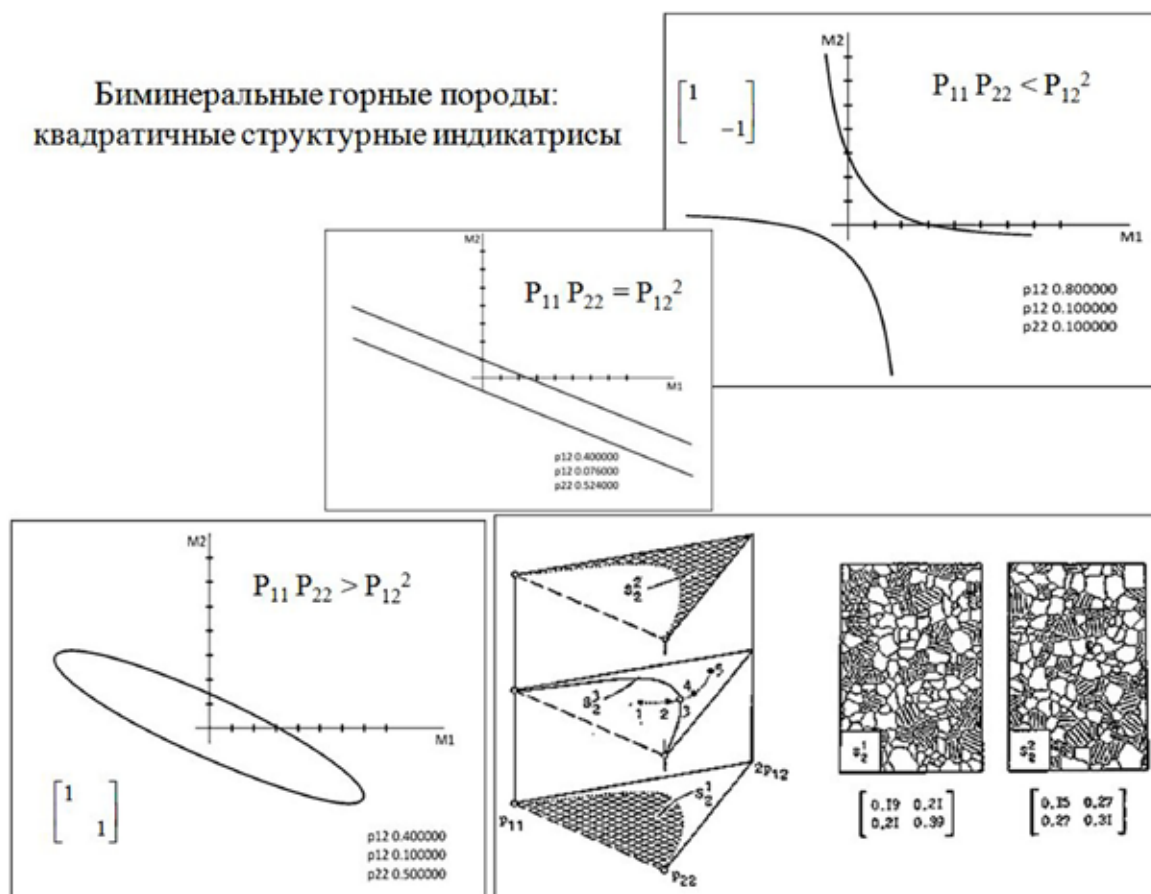 Биминеральные горные породы:
квадратичные структурные индикатрисы
M2
P₁₁ P₂₂ < P₁₂²
1
-1
M1
p12 0.800000
p12 0.100000
p22 0.100000
M2
P₁₁ P₂₂ = P₁₂²
M1
p12 0.400000
p12 0.076000
p22 0.524000
M2
P₁₁ P₂₂ > P₁₂²
M1
1
1
p12 0.400000
p12 0.100000
p22 0.500000
S₂²
S₂³
1 2 3 4 5
2p₁₂
S₂¹
p₁₁
p₂₂
S₂¹
0,19 0,21
0,21 0,39
S₂²
0,15 0,27
0,27 0,31